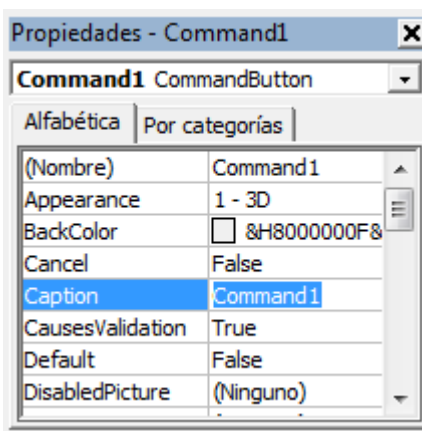 Propiedades - Command1
Command1 CommandButton
Alfabética Por categorías
(Nombre) Command1
Appearance 1 - 3D
BackColor &H8000000F&
Cancel False
Caption Command1
CausesValidation True
Default False
DisabledPicture (Ninguno)